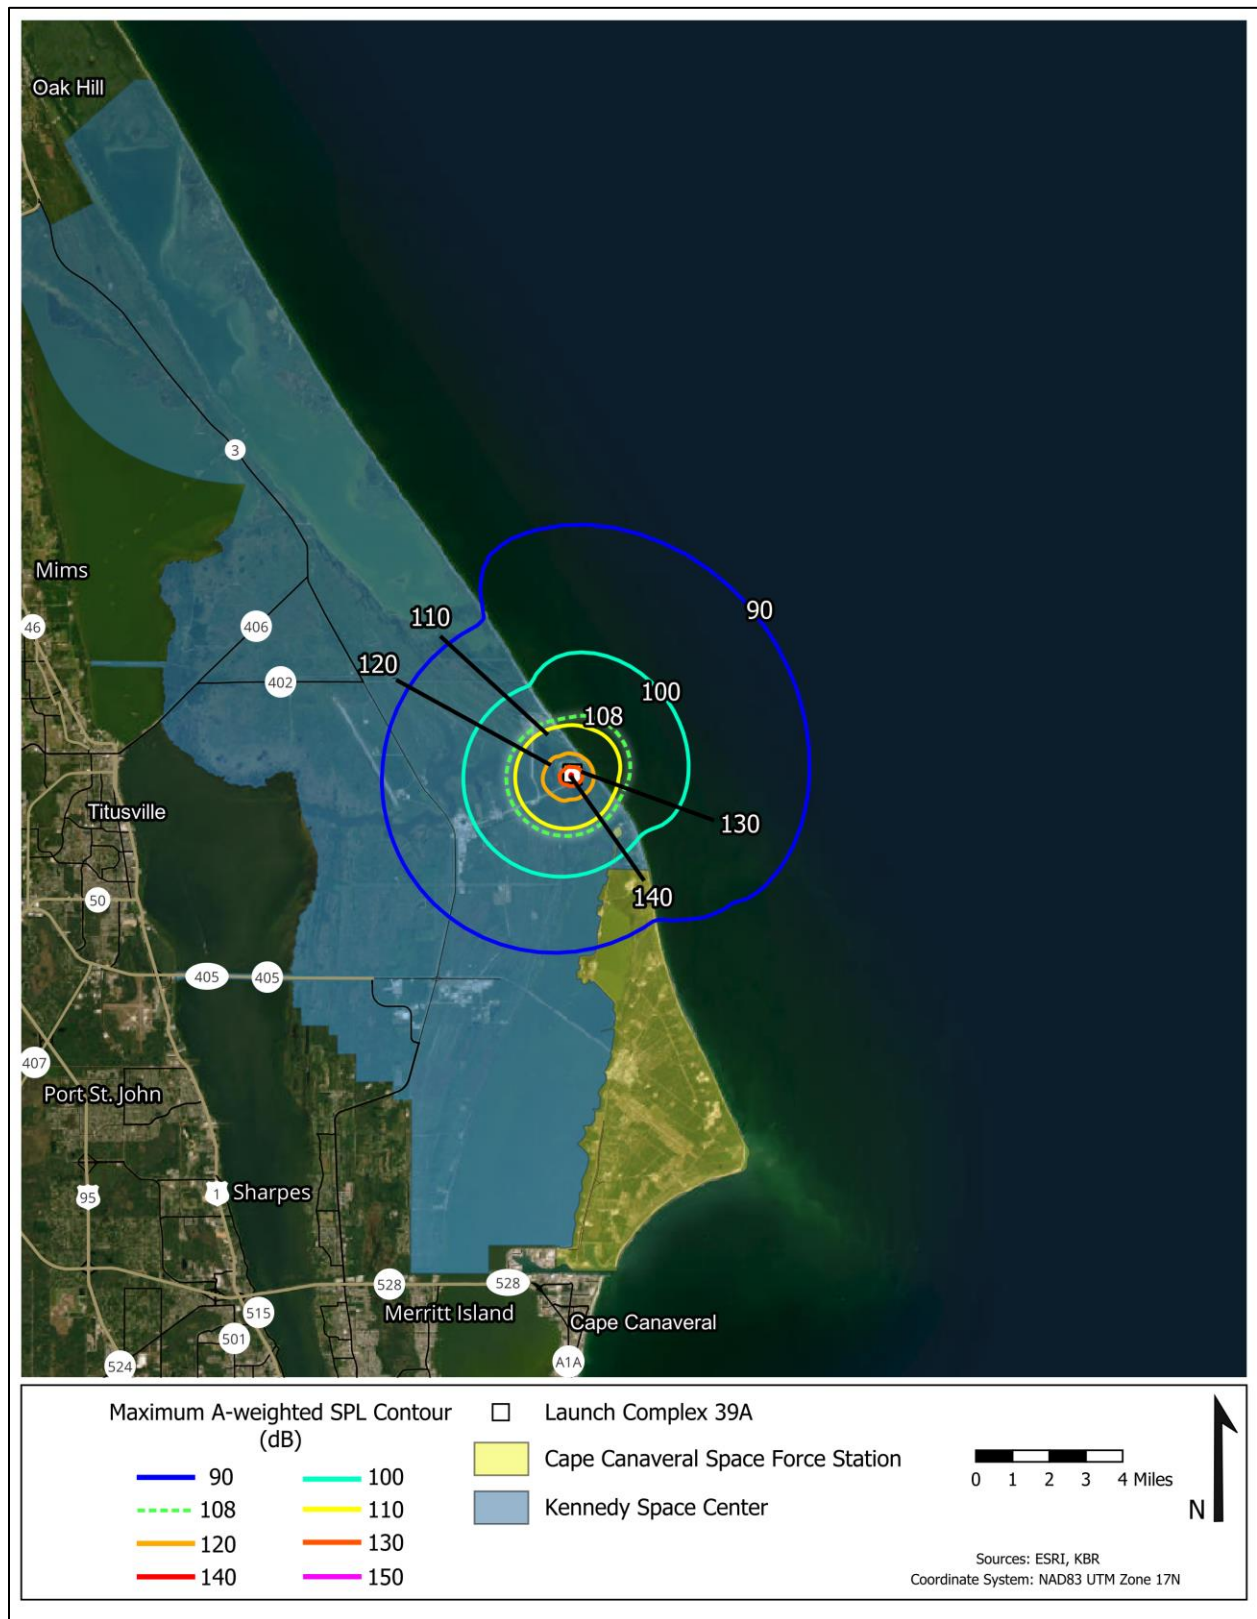 Oak Hill
3
Mims
46
406
110
90
120
402
100
108
Titusville
130
140
50
405
405
407
Port St. John
95
1
Sharpes
528
528
Merritt Island
515
Cape Canaveral
501
524
A1A
Maximum A-weighted SPL Contour
(dB)
90
100
108
110
120
130
140
150
Launch Complex 39A
Cape Canaveral Space Force Station
Kennedy Space Center
0 1 2 3 4 Miles
N
Sources: ESRI, KBR
Coordinate System: NAD83 UTM Zone 17N